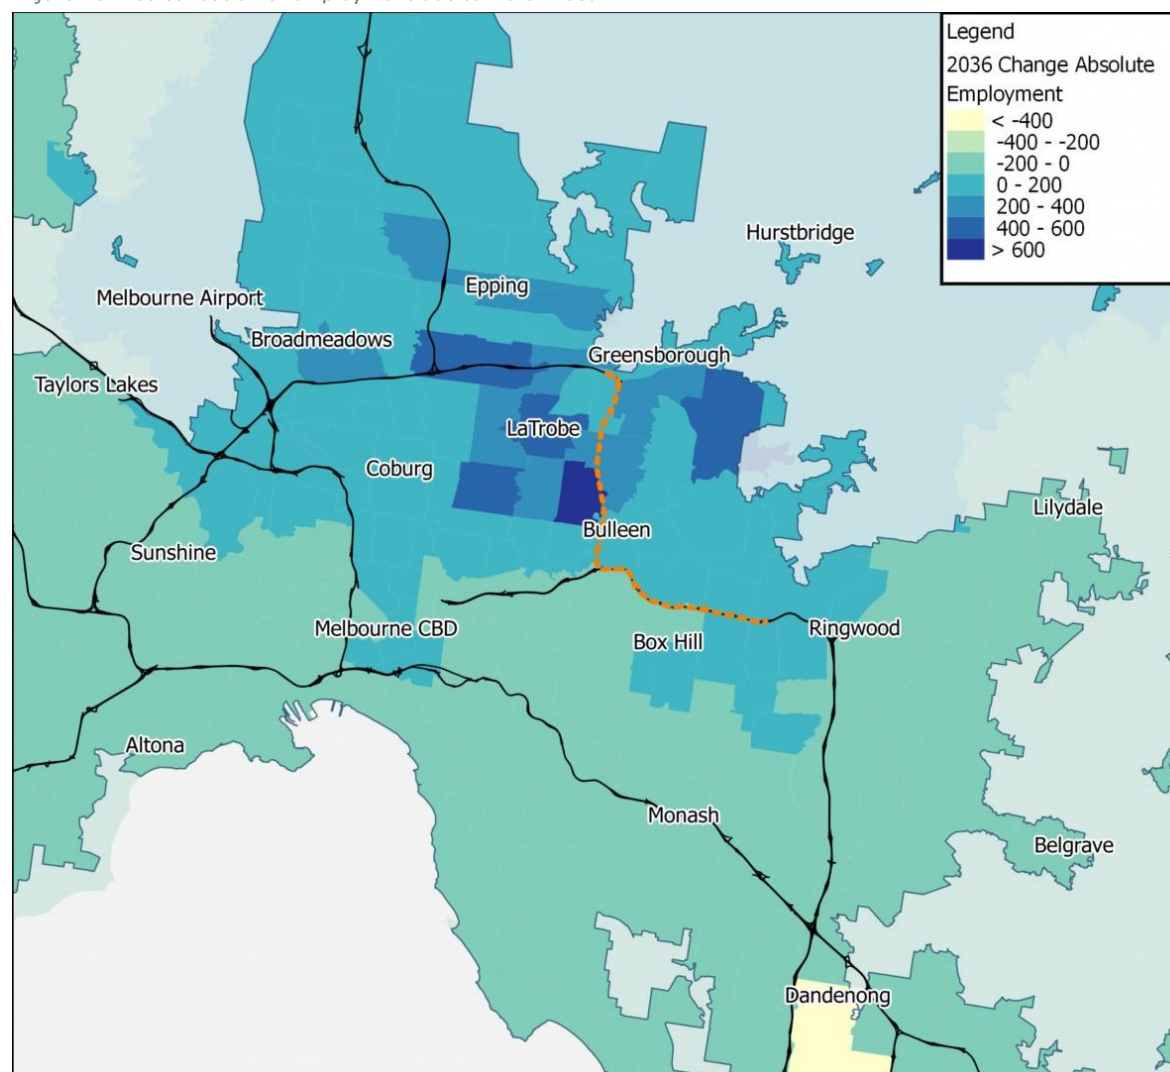 Legend
2036 Change Absolute
Employment
< -400
-400 - -200
-200 - 0
0 - 200
200 - 400
400 - 600
> 600
Hurstbridge
Epping
Melbourne Airport
Broadmeadows
Greensborough
Taylors Lakes
LaTrobe
Coburg
Lilydale
Bulleen
Sunshine
Melbourne CBD
Ringwood
Box Hill
Altona
Monash
Belgrave
Dandenong